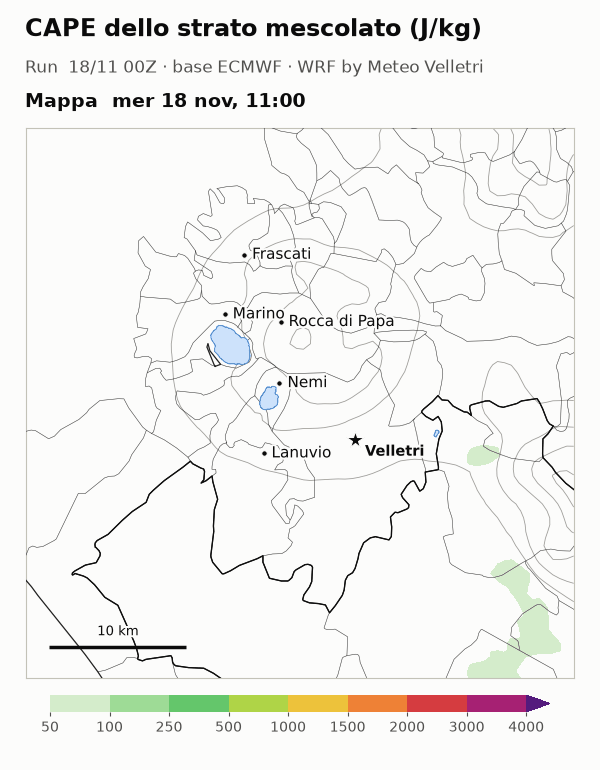 CAPE dello strato mescolato (J/kg)
Run  18/11 00Z · base ECMWF · WRF by Meteo Velletri
Mappa  mer 18 nov, 11:00
Frascati
Marino
Rocca di Papa
Nemi
Velletri
Lanuvio
10 km
50 100 250 500 1000 1500 2000 3000 4000